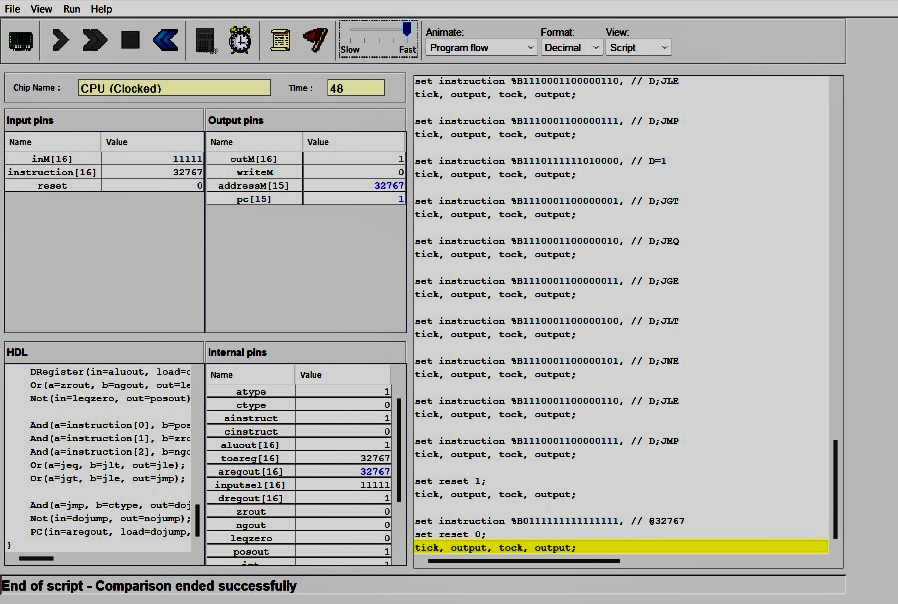 File View Run Help
Slow Fast
Animate: Format: View:
Program flow Decimal Script
Chip Name : CPU (Clocked) Time : 48
Input pins
Name Value
inM[16] 11111
instruction[16] 32767
reset 0
Output pins
Name Value
outM[16] 1
writeM 0
addressM[15] 32767
pc[15] 1
HDL
DRegister(in=aluout, load=c
Or(a=zrout, b=ngout, out=le
Not(in=leqzero, out=posout)
And(a=instruction[0], b=pos
And(a=instruction[1], b=zrc
And(a=instruction[2], b=ngc
Or(a=jeq, b=jlt, out=jle);
Or(a=jgt, b=jle, out=jmp);
And(a=jmp, b=ctype, out=doj
Not(in=dojump, out=nojump);
PC(in=aregout, load=dojump,
}
Internal pins
Name Value
atype 1
ctype 0
ainstruct 1
cinstruct 0
aluout[16] 1
toareg[16] 32767
aregout[16] 32767
inputsel[16] 11111
dregout[16] 1
zrout 0
ngout 0
leqzero 0
posout 1
set instruction %B1110001100000110, // D;JLE
tick, output, tock, output;
set instruction %B1110001100000111, // D;JMP
tick, output, tock, output;
set instruction %B1110111111010000, // D=1
tick, output, tock, output;
set instruction %B1110001100000001, // D;JGT
tick, output, tock, output;
set instruction %B1110001100000010, // D;JEQ
tick, output, tock, output;
set instruction %B1110001100000011, // D;JGE
tick, output, tock, output;
set instruction %B1110001100000100, // D;JLT
tick, output, tock, output;
set instruction %B1110001100000101, // D;JNE
tick, output, tock, output;
set instruction %B1110001100000110, // D;JLE
tick, output, tock, output;
set instruction %B1110001100000111, // D;JMP
tick, output, tock, output;
set reset 1;
tick, output, tock, output;
set instruction %B0111111111111111, // @32767
set reset 0;
tick, output, tock, output;
End of script - Comparison ended successfully